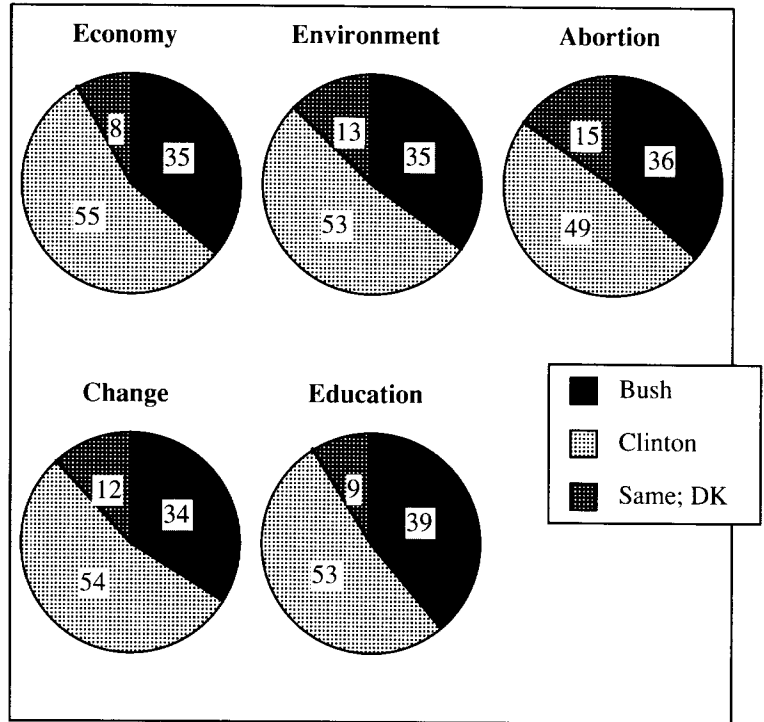 Economy
Environment
Abortion
8
35
55
13
35
53
15
36
49
Change
Education
12
34
54
9
39
53
Bush
Clinton
Same; DK